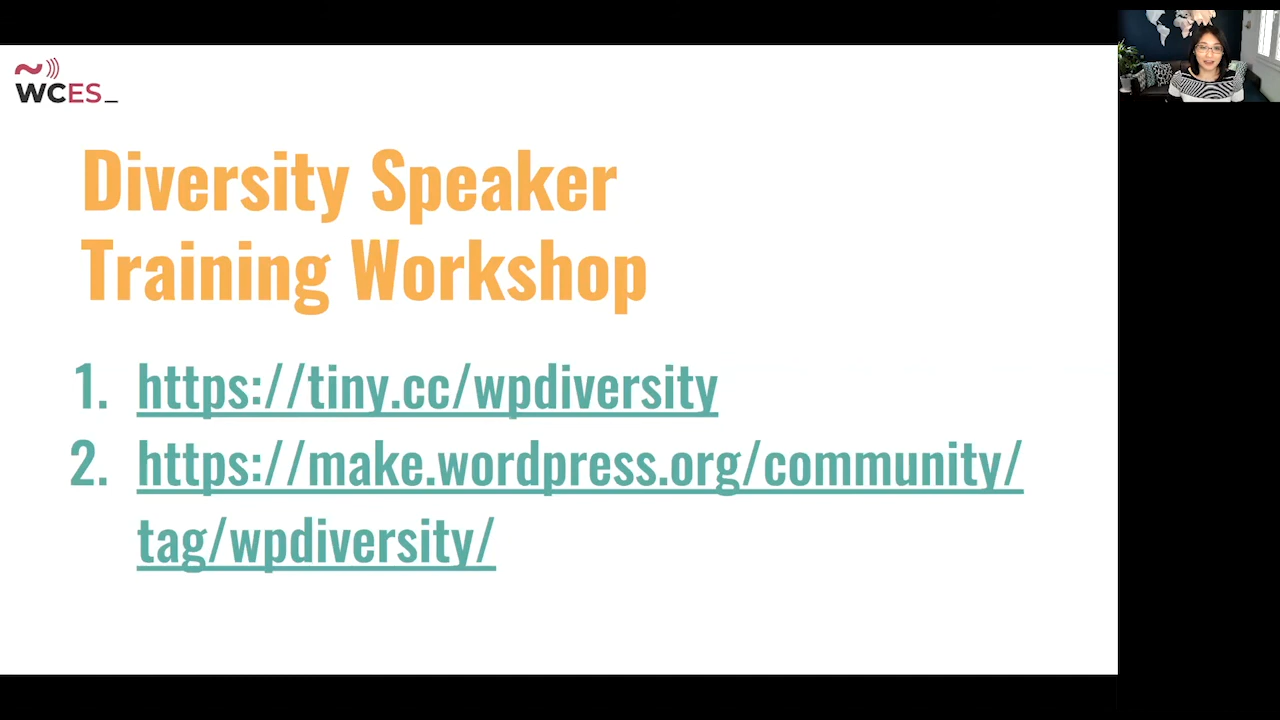 WCES_
Diversity Speaker
Training Workshop
1. https://tiny.cc/wpdiversity
2. https://make.wordpress.org/community/
tag/wpdiversity/